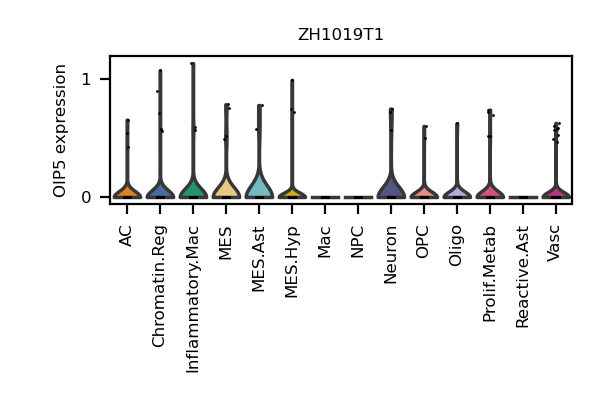 ZH1019T1
OIP5 expression
1
0
AC
Chromatin.Reg
Inflammatory.Mac
MES
MES.Ast
MES.Hyp
Mac
NPC
Neuron
OPC
Oligo
Prolif.Metab
Reactive.Ast
Vasc